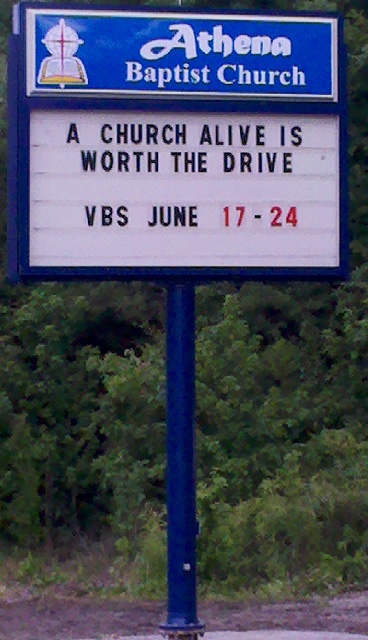 Athena
Baptist Church
A CHURCH ALIVE IS
WORTH THE DRIVE
VBS JUNE 17-24